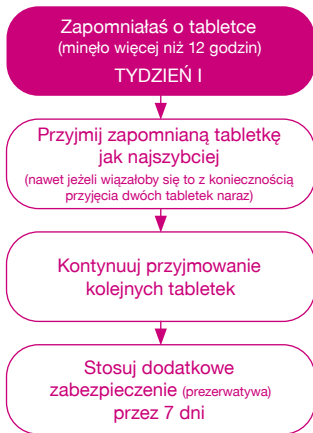 Zapomniałaś o tabletce
(minęło więcej niż 12 godzin)
TYDZIEŃ I
Przyjmij zapomnianą tabletkę
jak najszybciej
(nawet jeżeli wiązałoby się to z koniecznością
przyjęcia dwóch tabletek naraz)
Kontynuuj przyjmowanie
kolejnych tabletek
Stosuj dodatkowe
zabezpieczenie (prezerwatywa)
przez 7 dni